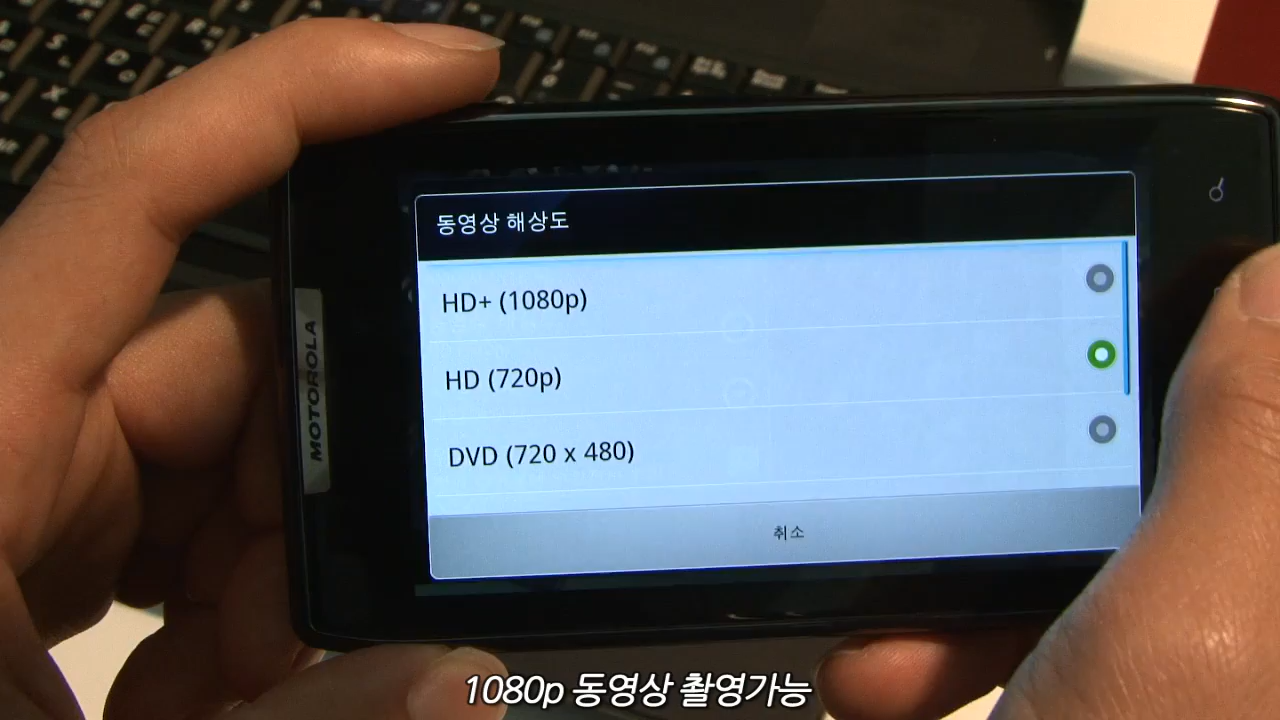 동영상 해상도
HD+ (1080p)
HD (720p)
DVD (720 x 480)
취소
MOTOROLA
1080p 동영상 촬영가능